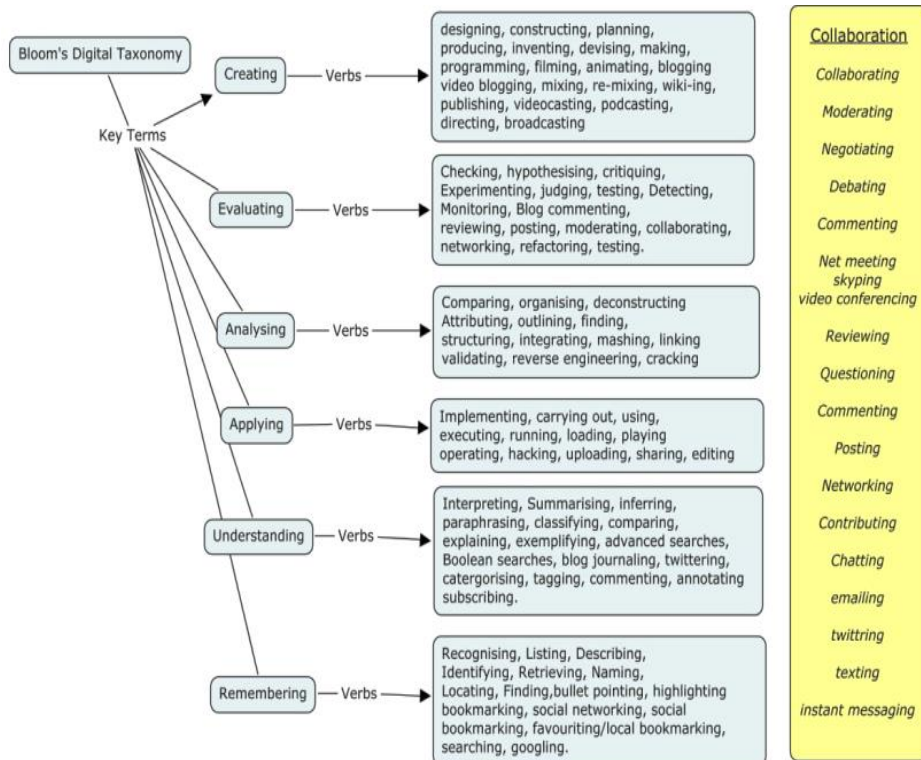 Bloom's Digital Taxonomy
Key Terms
Creating
Verbs
designing, constructing, planning,
producing, inventing, devising, making,
programming, filming, animating, blogging
video blogging, mixing, re-mixing, wiki-ing,
publishing, videocasting, podcasting,
directing, broadcasting
Evaluating
Verbs
Checking, hypothesising, critiquing,
Experimenting, judging, testing, Detecting,
Monitoring, Blog commenting,
reviewing, posting, moderating, collaborating,
networking, refactoring, testing.
Analysing
Verbs
Comparing, organising, deconstructing
Attributing, outlining, finding,
structuring, integrating, mashing, linking
validating, reverse engineering, cracking
Applying
Verbs
Implementing, carrying out, using,
executing, running, loading, playing
operating, hacking, uploading, sharing, editing
Understanding
Verbs
Interpreting, Summarising, inferring,
paraphrasing, classifying, comparing,
explaining, exemplifying, advanced searches,
Boolean searches, blog journaling, twittering,
catergorising, tagging, commenting, annotating
subscribing.
Remembering
Verbs
Recognising, Listing, Describing,
Identifying, Retrieving, Naming,
Locating, Finding,bullet pointing, highlighting
bookmarking, social networking, social
bookmarking, favouriting/local bookmarking,
searching, googling.
Collaboration
Collaborating
Moderating
Negotiating
Debating
Commenting
Net meeting
skyping
video conferencing
Reviewing
Questioning
Commenting
Posting
Networking
Contributing
Chatting
emailing
twittring
texting
instant messaging